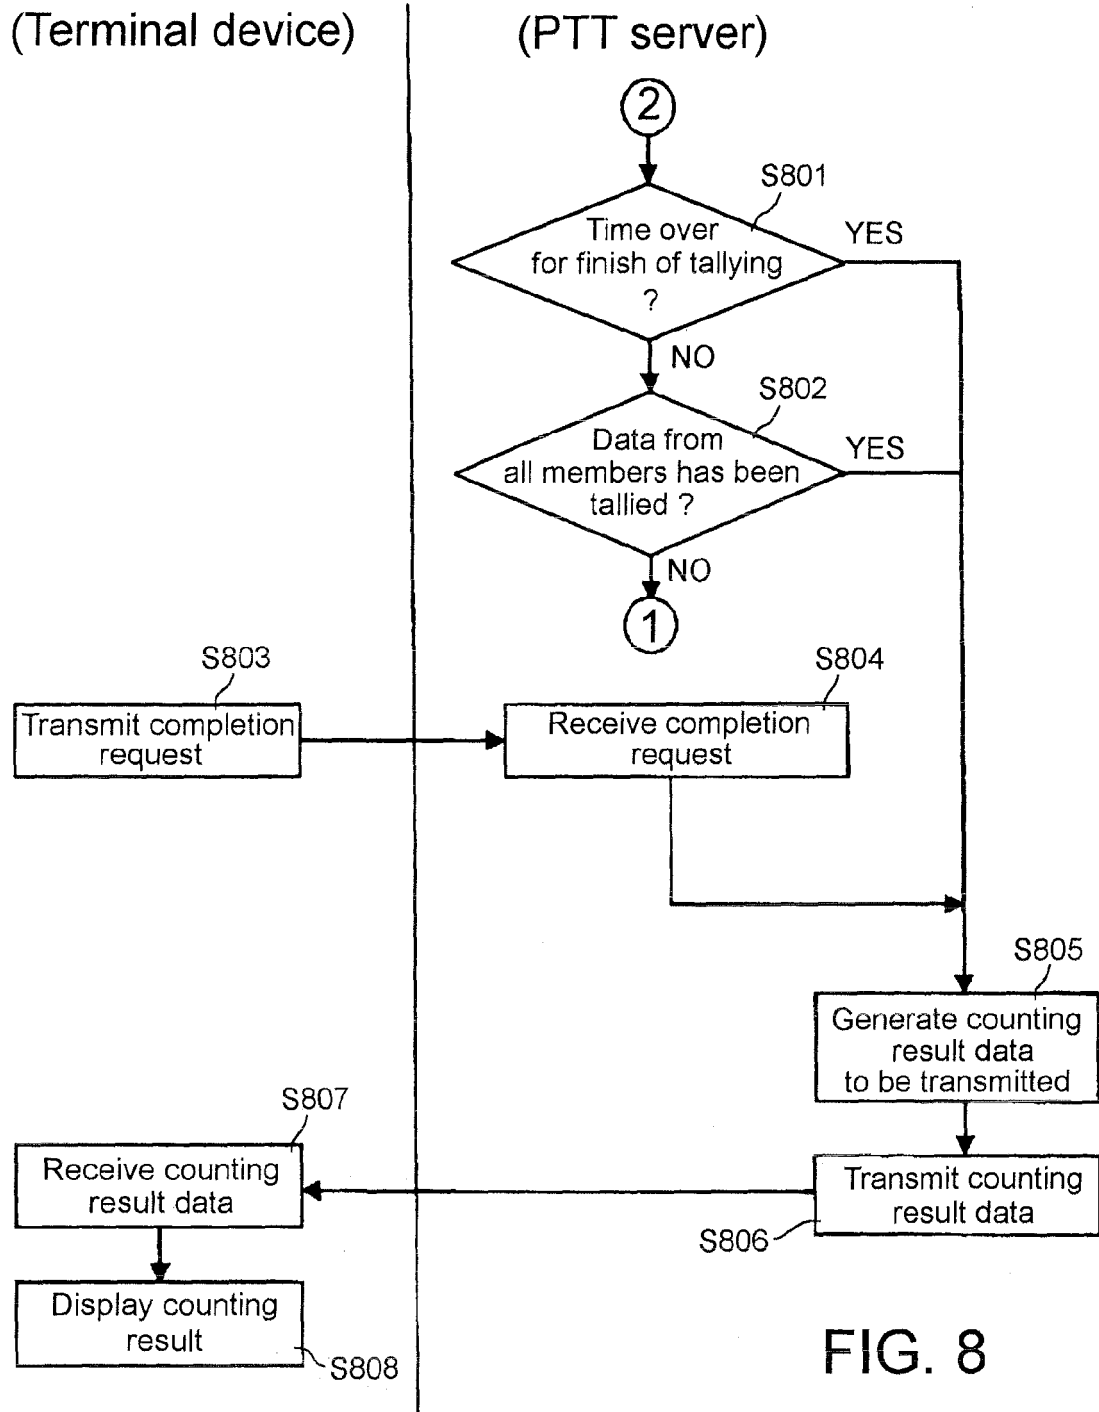 (Terminal device)
(PTT server)
2
S801
Time over
for finish of tallying
?
YES
NO
S802
Data from
all members has been
tallied ?
YES
NO
1
S803
Transmit completion
request
S804
Receive completion
request
S805
Generate counting
result data
to be transmitted
S807
Receive counting
result data
Transmit counting
result data
S806
Display counting
result
S808
FIG. 8